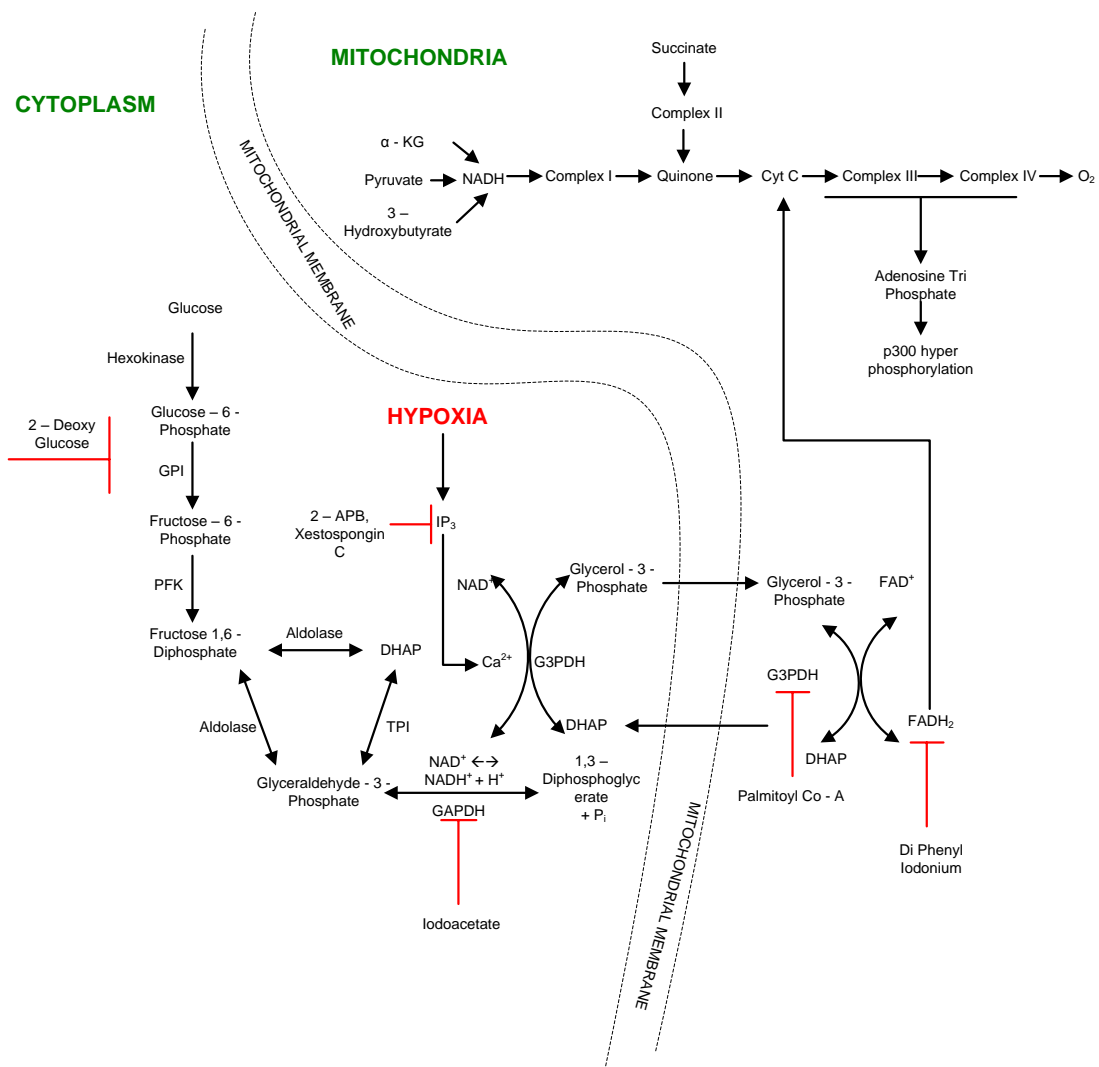 MITOCHONDRIA
CYTOPLASM
Succinate
Complex II
α - KG
Pyruvate
NADH
Complex I
Quinone
Cyt C
Complex III
Complex IV
O₂
3 –
Hydroxybutyrate
MITOCHONDRIAL MEMBRANE
Adenosine Tri
Phosphate
p300 hyper
phosphorylation
Glucose
Hexokinase
Glucose – 6 -
Phosphate
2 – Deoxy
Glucose
GPI
Fructose – 6 -
Phosphate
PFK
Fructose 1,6 -
Diphosphate
Aldolase
DHAP
Aldolase
TPI
Glyceraldehyde - 3 -
Phosphate
HYPOXIA
2 – APB,
Xestospongin
C
IP₃
NAD⁺
Glycerol - 3 -
Phosphate
Ca²⁺
G3PDH
DHAP
NAD⁺ ←→
NADH⁺ + H⁺
GAPDH
1,3 –
Diphosphoglyc
erate
+ Pᵢ
Iodoacetate
MITOCHONDRIAL MEMBRANE
Glycerol - 3 -
Phosphate
FAD⁺
G3PDH
DHAP
FADH₂
Palmitoyl Co - A
Di Phenyl
Iodonium